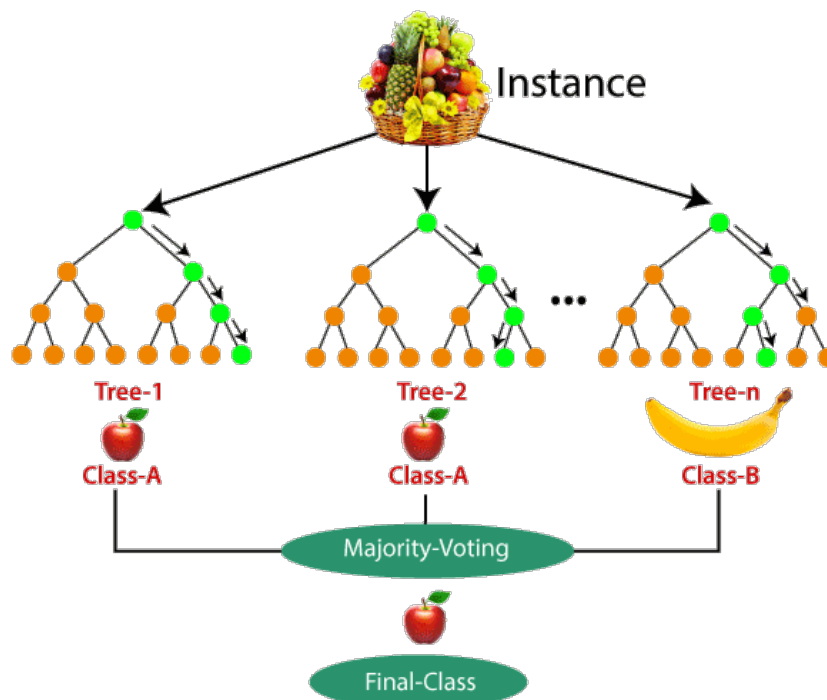 Instance
...
Tree-1
Tree-2
Tree-n
Class-A
Class-A
Class-B
Majority-Voting
Final-Class